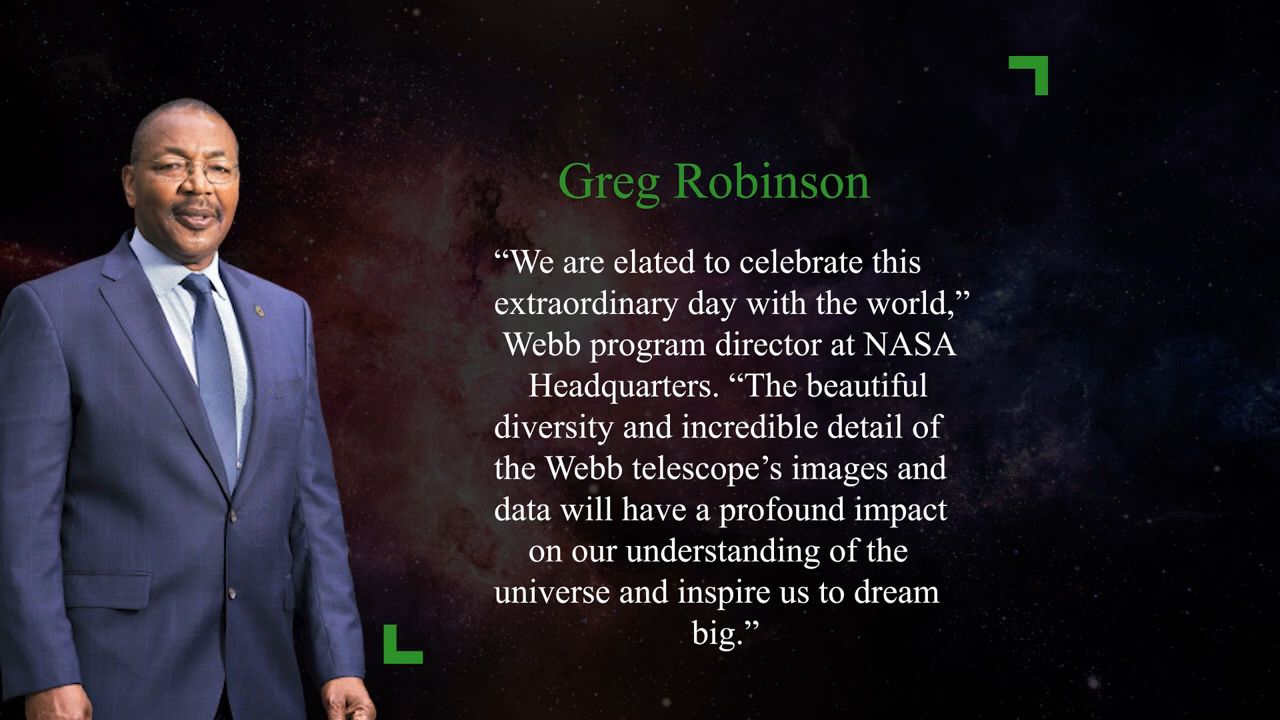 Greg Robinson
“We are elated to celebrate this
extraordinary day with the world,”
Webb program director at NASA
Headquarters. “The beautiful
diversity and incredible detail of
the Webb telescope’s images and
data will have a profound impact
on our understanding of the
universe and inspire us to dream
big.”